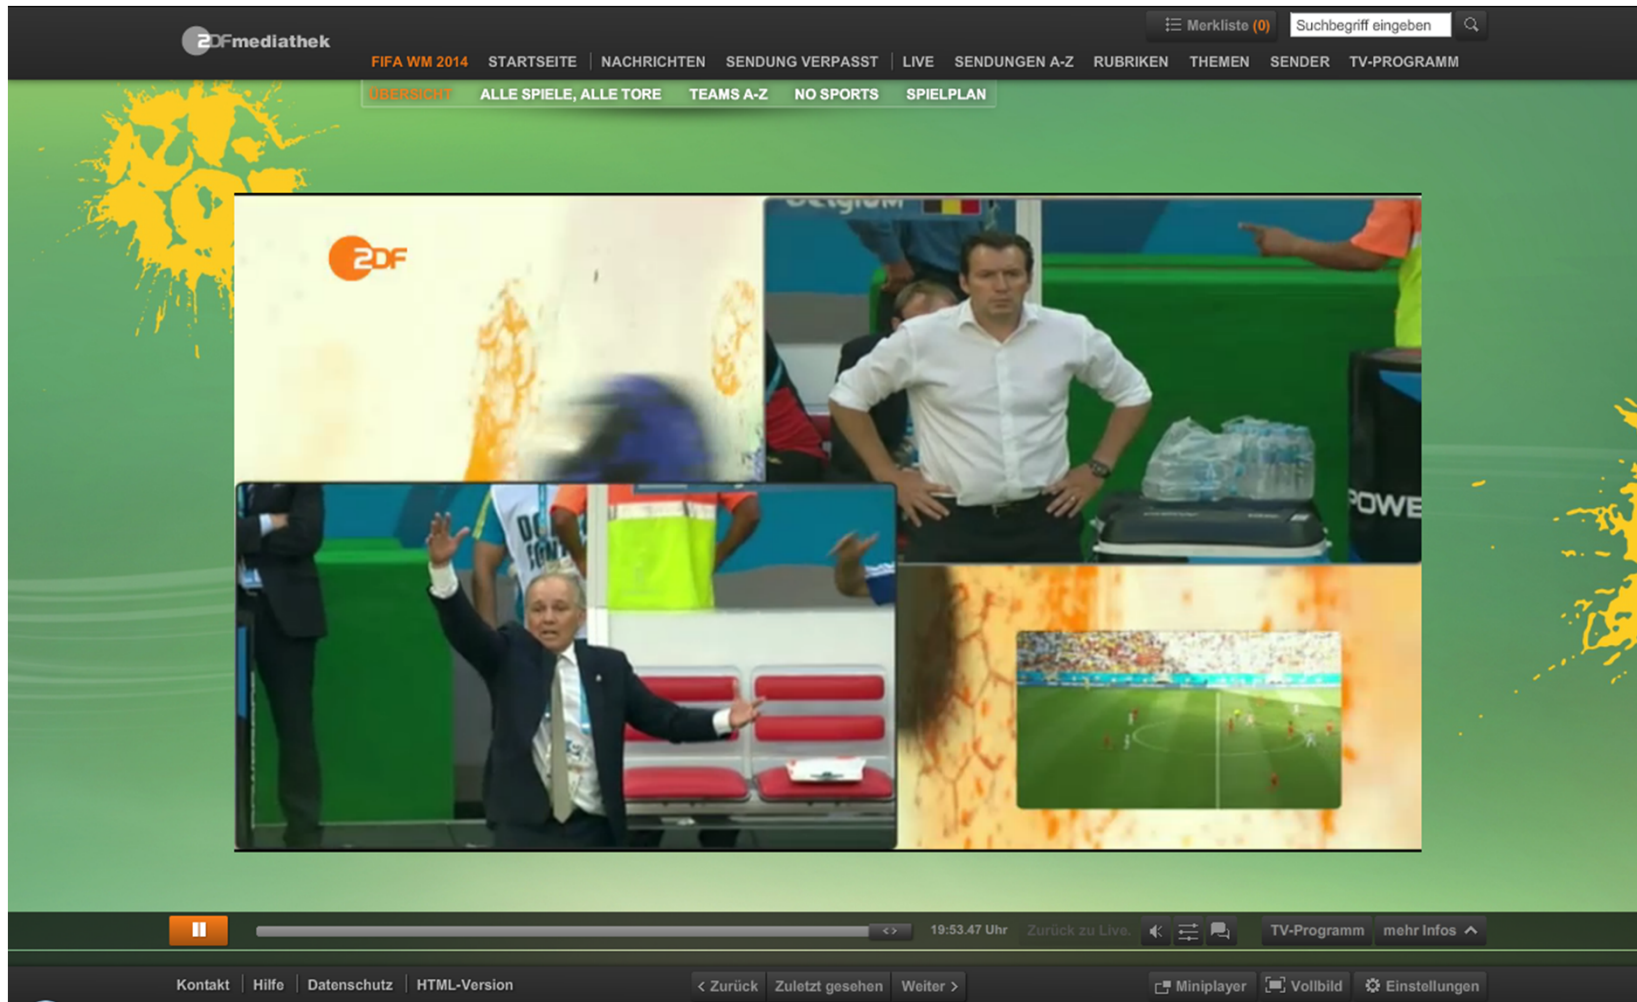 ZDFmediathek
Merkliste (0)
Suchbegriff eingeben
FIFA WM 2014 STARTSEITE NACHRICHTEN SENDUNG VERPASST LIVE SENDUNGEN A-Z RUBRIKEN THEMEN SENDER TV-PROGRAMM
ÜBERSICHT ALLE SPIELE, ALLE TORE TEAMS A-Z NO SPORTS SPIELPLAN
Belgium
ZDF
POWE
19:53.47 Uhr Zurück zu Live. TV-Programm mehr Infos
Kontakt Hilfe Datenschutz HTML-Version < Zurück Zuletzt gesehen Weiter > Miniplayer Vollbild Einstellungen